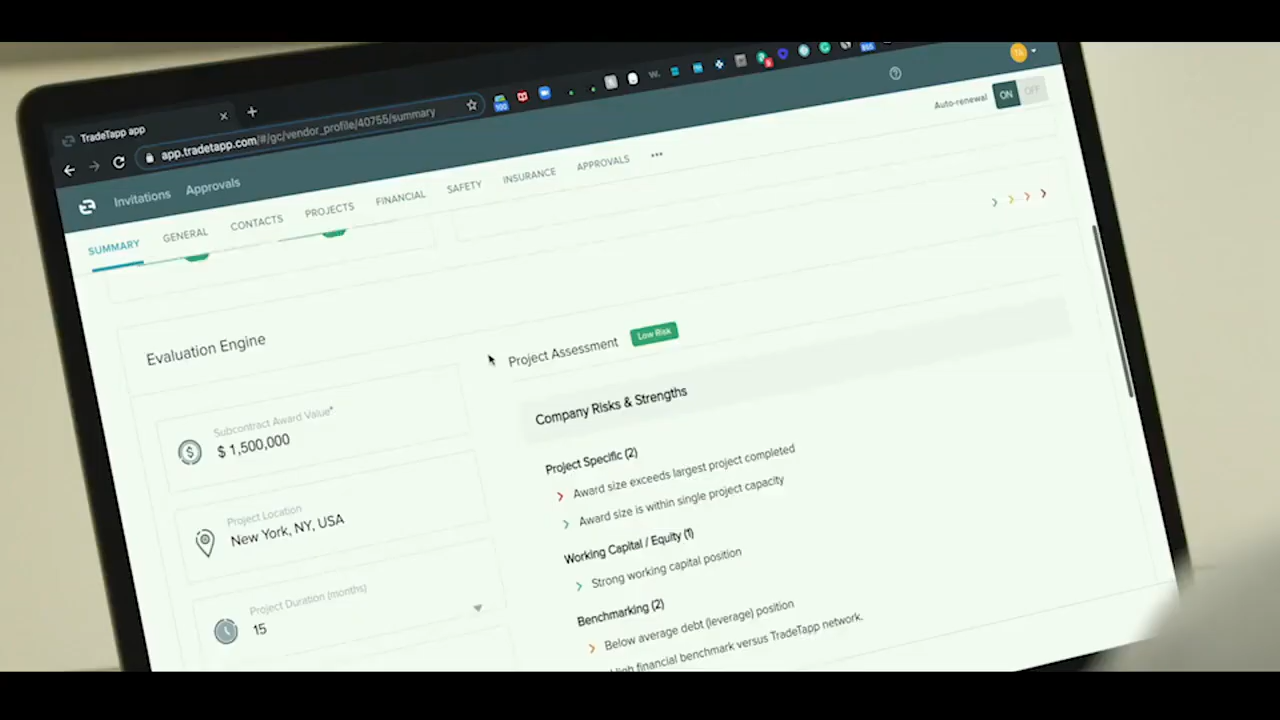 TradeTapp app
app.tradetapp.com/#/gc/vendor_profile/40755/summary
Invitations Approvals
Auto-renewal ON OFF
SUMMARY GENERAL CONTACTS PROJECTS FINANCIAL SAFETY INSURANCE APPROVALS
Evaluation Engine
Subcontract Award Value*
$ 1,500,000
Project Location
New York, NY, USA
Project Duration (months)
15
Project Assessment Low Risk
Company Risks & Strengths
Project Specific (2)
Award size exceeds largest project completed
Award size is within single project capacity
Working Capital / Equity (1)
Strong working capital position
Benchmarking (2)
Below average debt (leverage) position
High financial benchmark versus TradeTapp network.